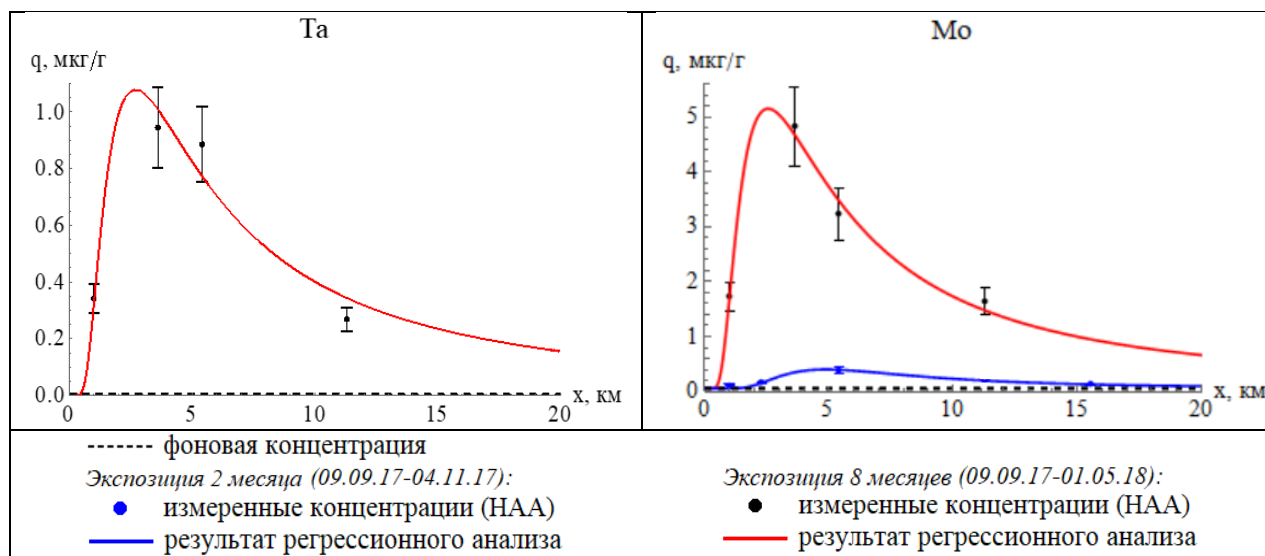 Ta
q, мкг/г
1.0
0.8
0.6
0.4
0.2
0.0
0 5 10 15 20
x, км
Mo
q, мкг/г
5
4
3
2
1
0
0 5 10 15 20
x, км
фоновая концентрация
Экспозиция 2 месяца (09.09.17-04.11.17):
измеренные концентрации (НАА)
результат регрессионного анализа
Экспозиция 8 месяцев (09.09.17-01.05.18):
измеренные концентрации (НАА)
результат регрессионного анализа